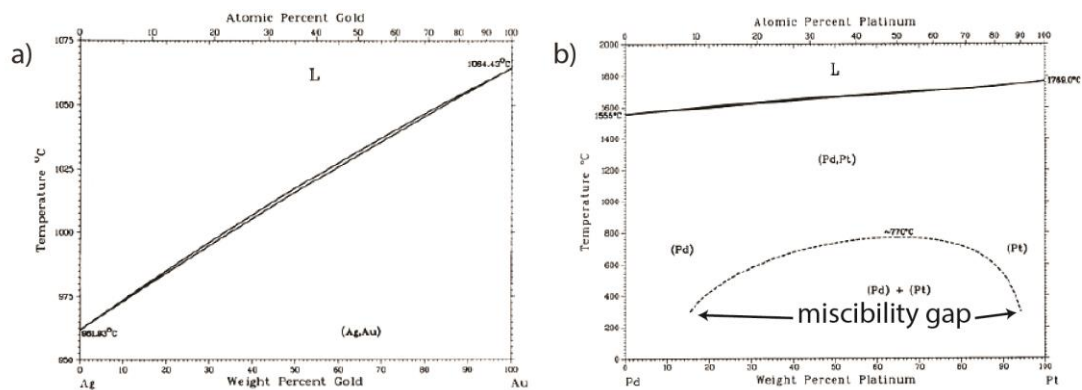 a)
Atomic Percent Gold
0 10 20 30 40 50 60 70 80 90 100
1075
1050
1025
1000
975
950
Temperature °C
L
1064.43°C
961.93°C
(Ag,Au)
0 10 20 30 40 50 60 70 80 90 100
Ag Weight Percent Gold Au
b)
Atomic Percent Platinum
0 10 20 30 40 50 60 70 80 90 100
2000
1800
1600
1400
1200
1000
800
600
400
200
0
Temperature °C
L
1769.0°C
1555°C
(Pd,Pt)
~770°C
(Pd)
(Pt)
(Pd) + (Pt)
miscibility gap
0 10 20 30 40 50 60 70 80 90 100
Pd Weight Percent Platinum Pt